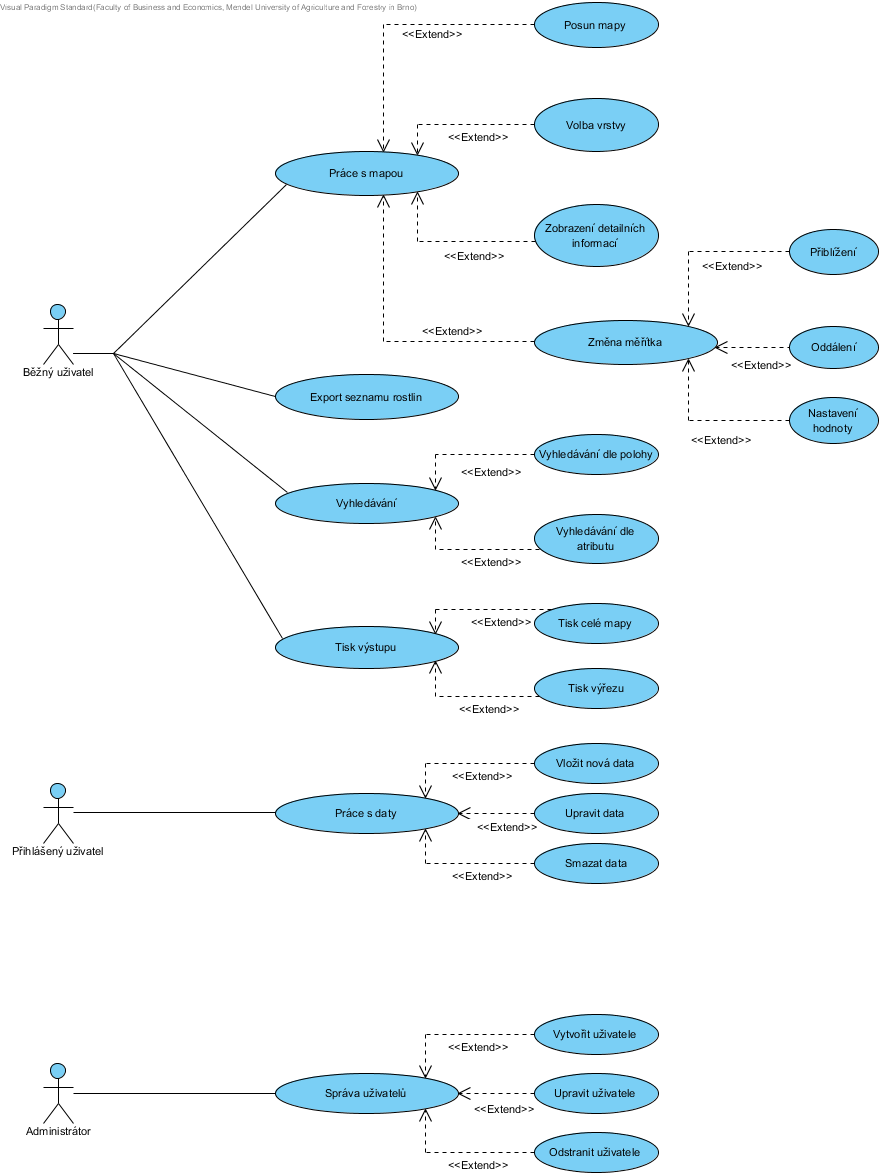 Visual Paradigm Standard(Faculty of Business and Economics, Mendel University of Agriculture and Forestry in Brno)
Posun mapy
<<Extend>>
Volba vrstvy
<<Extend>>
Práce s mapou
Zobrazení detailních
informací
<<Extend>>
Přiblížení
<<Extend>>
Změna měřítka
<<Extend>>
Oddálení
<<Extend>>
Nastavení
hodnoty
<<Extend>>
Běžný uživatel
Export seznamu rostlin
Vyhledávání dle polohy
<<Extend>>
Vyhledávání
Vyhledávání dle
atributu
<<Extend>>
Tisk celé mapy
<<Extend>>
Tisk výstupu
Tisk výřezu
<<Extend>>
Vložit nová data
<<Extend>>
Práce s daty
Upravit data
<<Extend>>
Přihlášený uživatel
Smazat data
<<Extend>>
Vytvořit uživatele
<<Extend>>
Správa uživatelů
Upravit uživatele
<<Extend>>
Administrátor
Odstranit uživatele
<<Extend>>